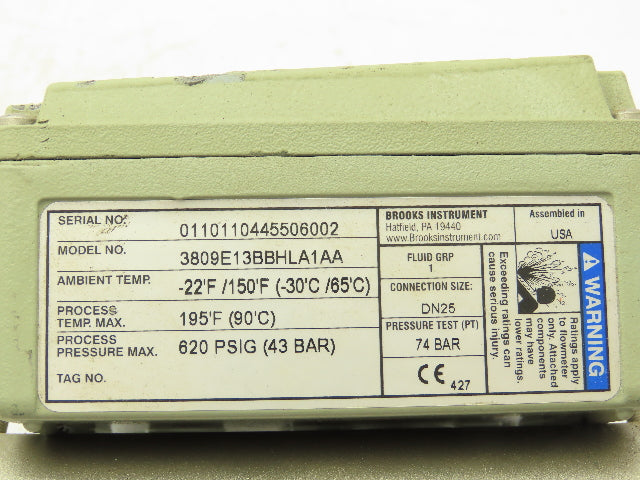 SERIAL NO. 0110110445506002
MODEL NO. 3809E13BBHLA1AA
AMBIENT TEMP. -22'F /150'F (-30'C /65'C)
PROCESS
TEMP. MAX. 195'F (90'C)
PROCESS
PRESSURE MAX. 620 PSIG (43 BAR)
TAG NO.
BROOKS INSTRUMENT
Hatfield, PA 19440
www.BrooksInstrument.com
Assembled in
USA
FLUID GRP
1
CONNECTION SIZE:
DN25
PRESSURE TEST (PT)
74 BAR
CE 427
WARNING
Ratings apply
to flowmeter
only. Attached
components
may have
lower ratings.
Exceeding ratings can
cause serious injury.